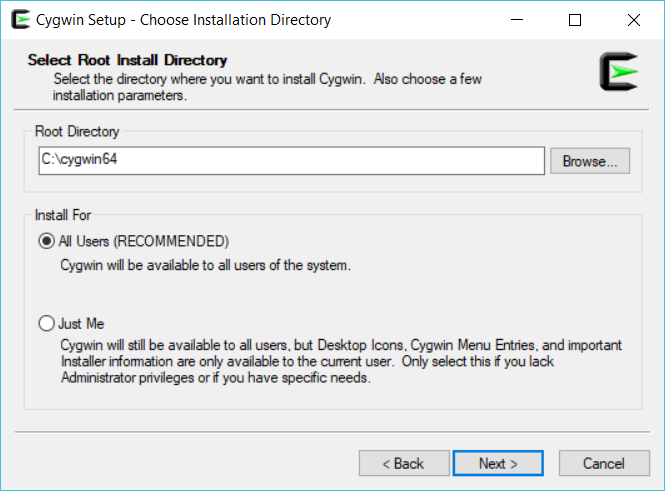 Cygwin Setup - Choose Installation Directory
Select Root Install Directory
Select the directory where you want to install Cygwin. Also choose a few
installation parameters.
Root Directory
C:\cygwin64
Browse...
Install For
All Users (RECOMMENDED)
Cygwin will be available to all users of the system.
Just Me
Cygwin will still be available to all users, but Desktop Icons, Cygwin Menu Entries, and important
Installer information are only available to the current user. Only select this if you lack
Administrator privileges or if you have specific needs.
< Back
Next >
Cancel